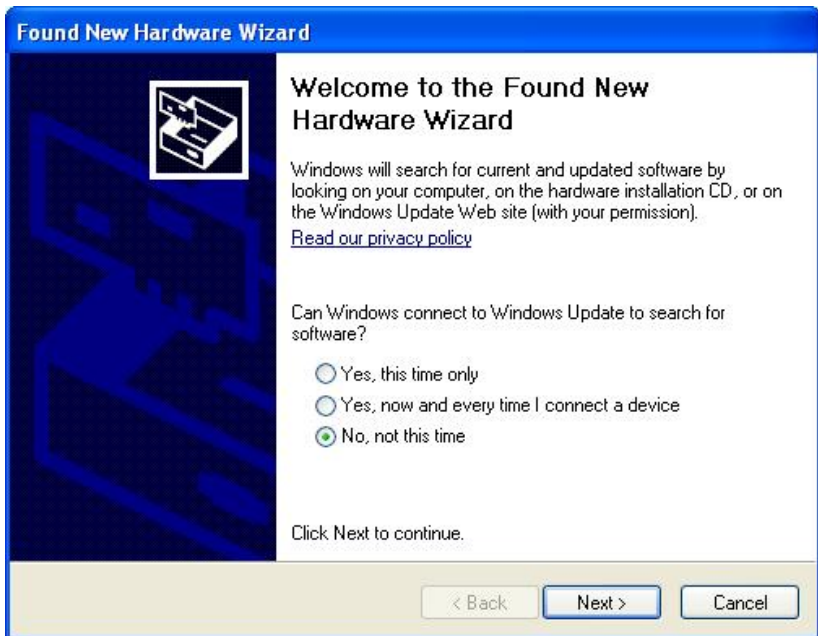 Found New Hardware Wizard
Welcome to the Found New
Hardware Wizard
Windows will search for current and updated software by
looking on your computer, on the hardware installation CD, or on
the Windows Update Web site (with your permission).
Read our privacy policy
Can Windows connect to Windows Update to search for
software?
Yes, this time only
Yes, now and every time I connect a device
No, not this time
Click Next to continue.
< Back
Next >
Cancel